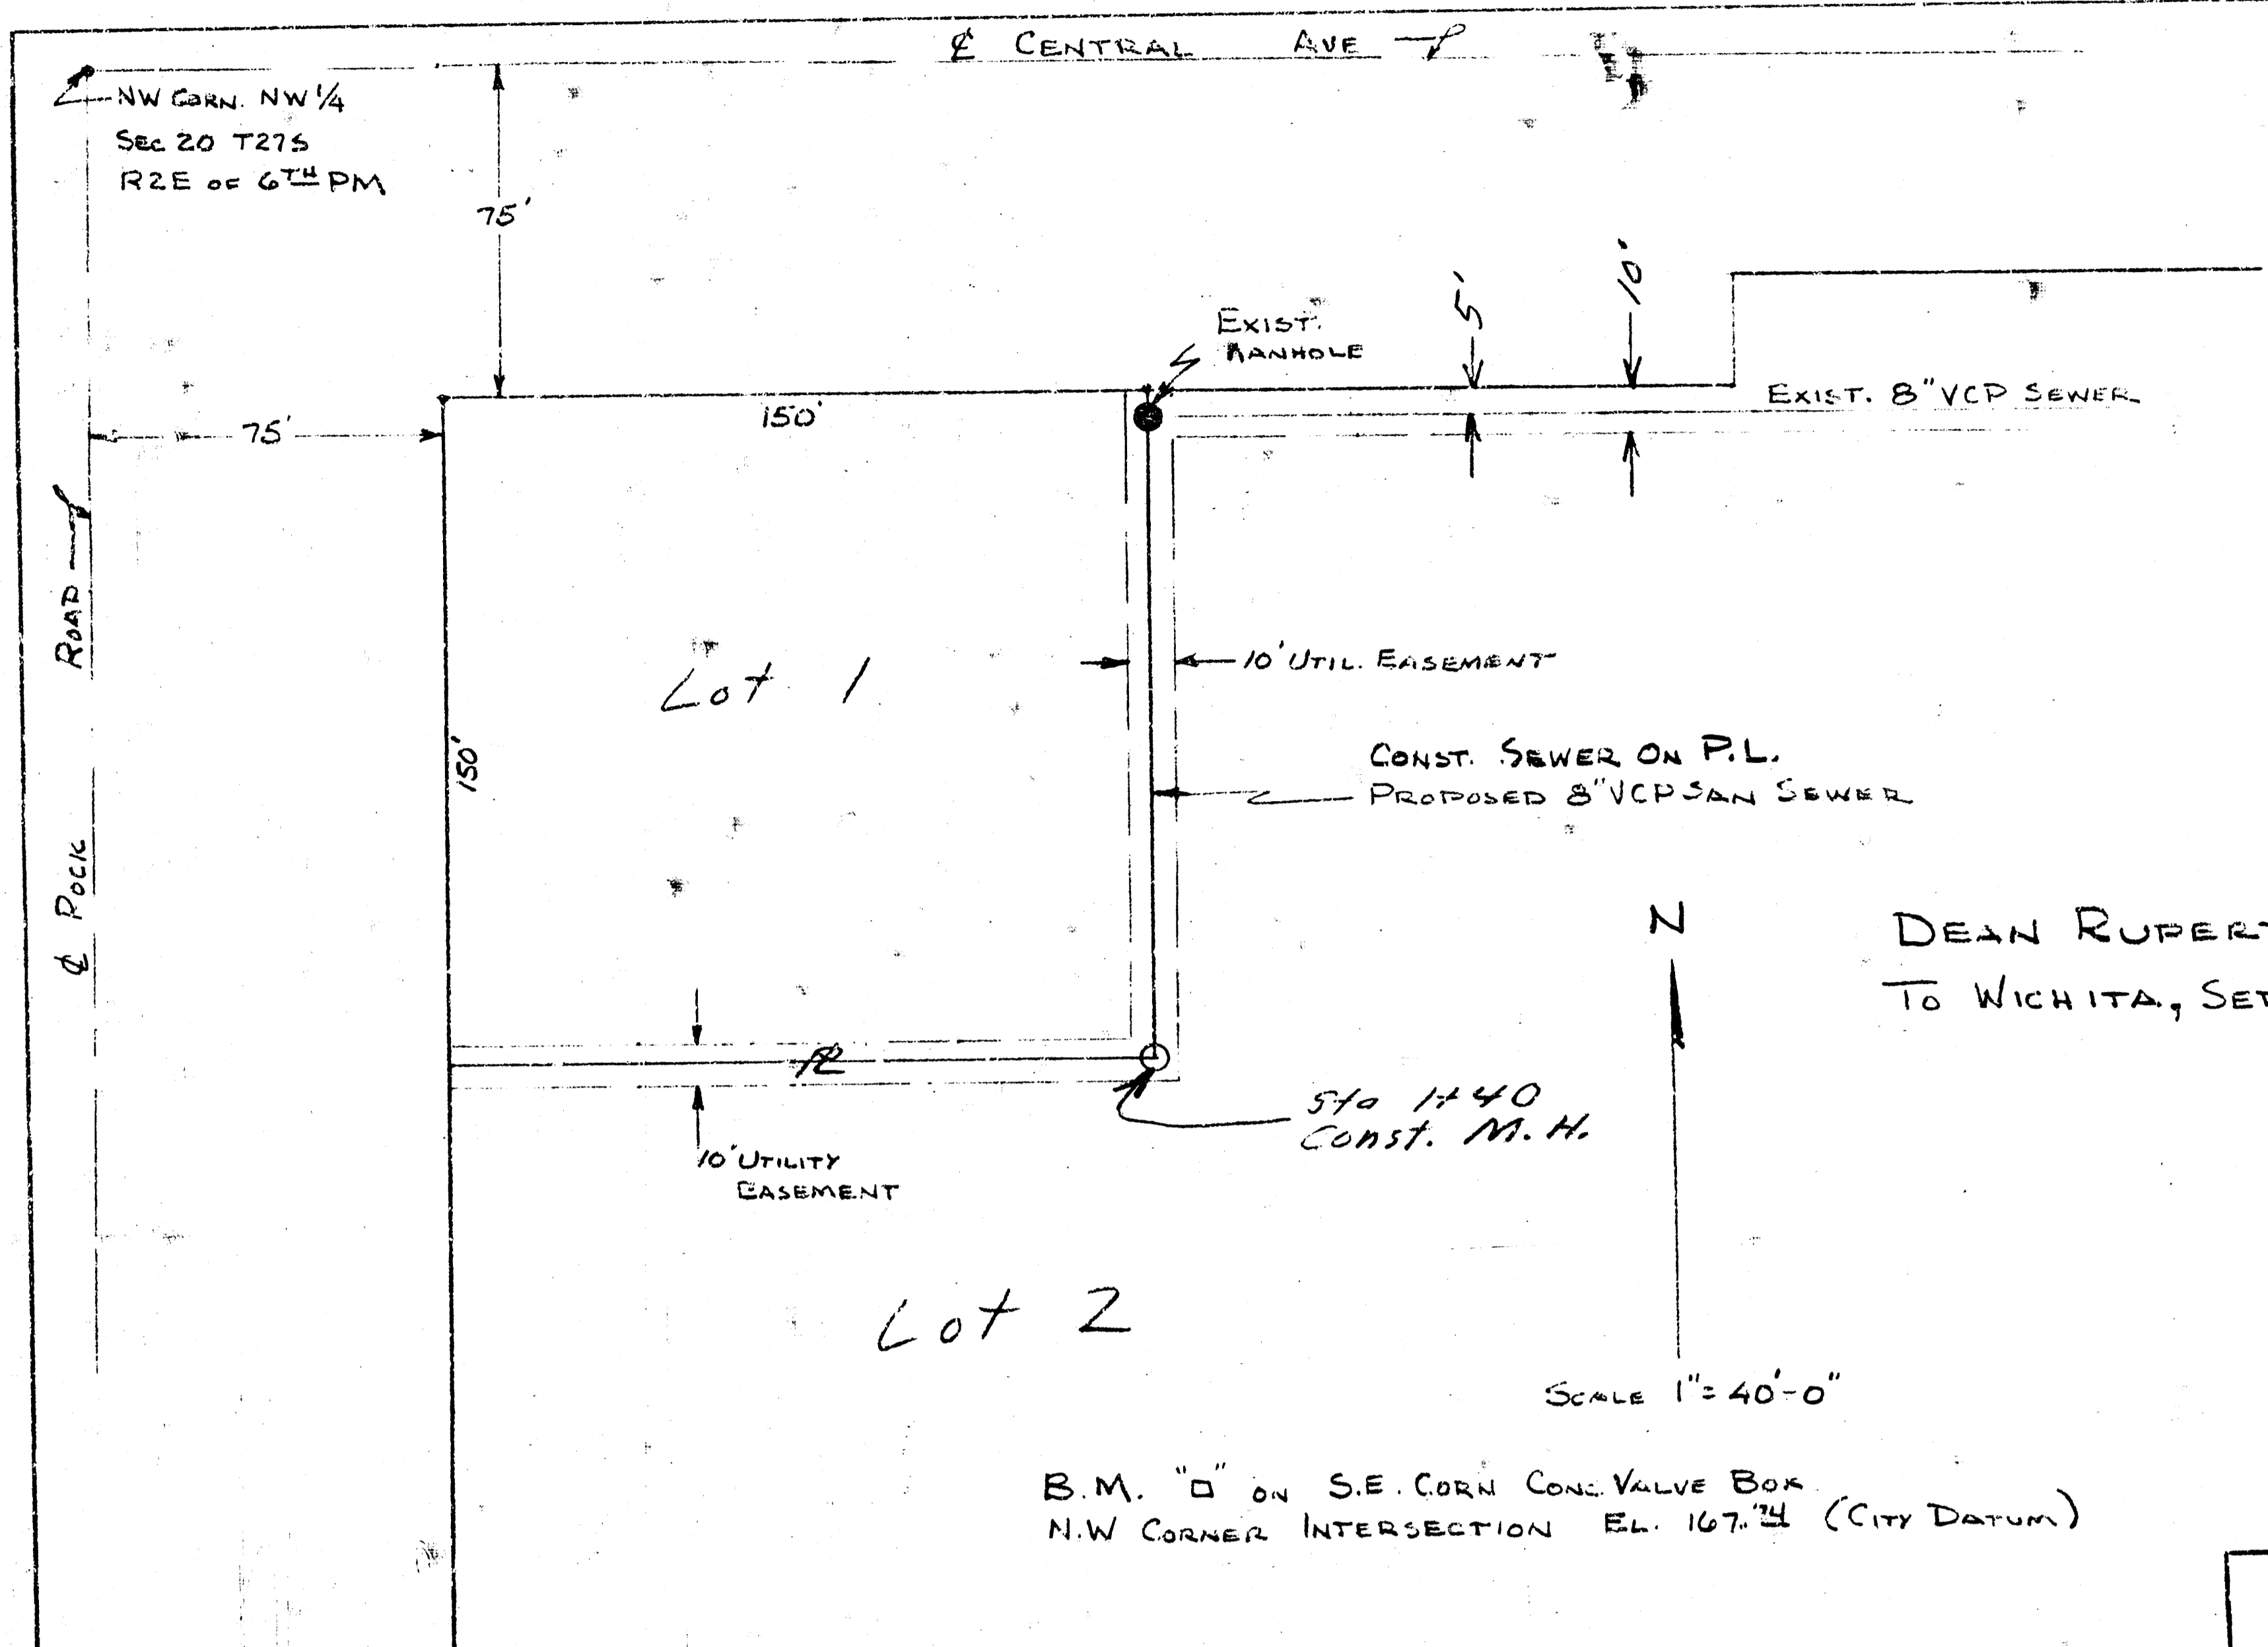 ℄ CENTRAL AVE
NW CORN. NW 1/4
SEC 20 T27S
R2E OF 6TH PM
75'
75'
150'
EXIST.
MANHOLE
5'
10'
EXIST. 8" VCP SEWER
℄ ROCK ROAD
Lot 1
150'
10' UTIL. EASEMENT
CONST. SEWER ON P.L.
PROPOSED 8" VCP SAN SEWER
N
DEAN RUPERT
TO WICHITA, SE
PL
Sta 1+40
Const. M.H.
10' UTILITY
EASEMENT
Lot 2
SCALE 1" = 40'-0"
B.M. "□" ON S.E. CORN CONC. VALVE BOX
N.W CORNER INTERSECTION EL. (CITY DATUM)